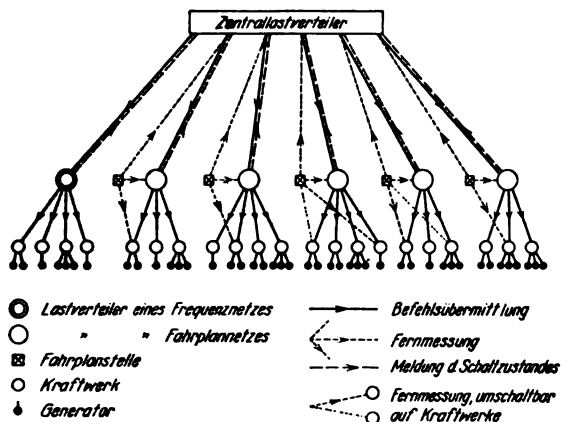 Zentrallastverteiler
Lastverteiler eines Frequenznetzes
" " Fahrplannetzes
Fahrplanstelle
Kraftwerk
Generator
Befehlsübermittlung
Fernmessung
Meldung d. Schaltzustandes
Fernmessung, umschaltbar
auf Kraftwerke